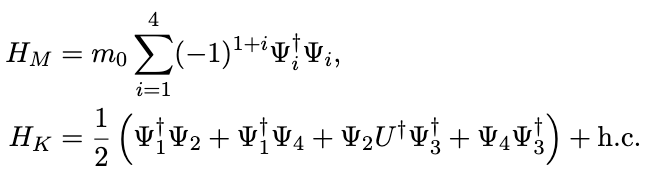 H_M = m_0 \sum_{i=1}^{4} (-1)^{1+i} \Psi_i^\dagger \Psi_i,
H_K = \frac{1}{2} \left( \Psi_1^\dagger \Psi_2 + \Psi_1^\dagger \Psi_4 + \Psi_2 U^\dagger \Psi_3^\dagger + \Psi_4 \Psi_3^\dagger \right) + \text{h.c.}